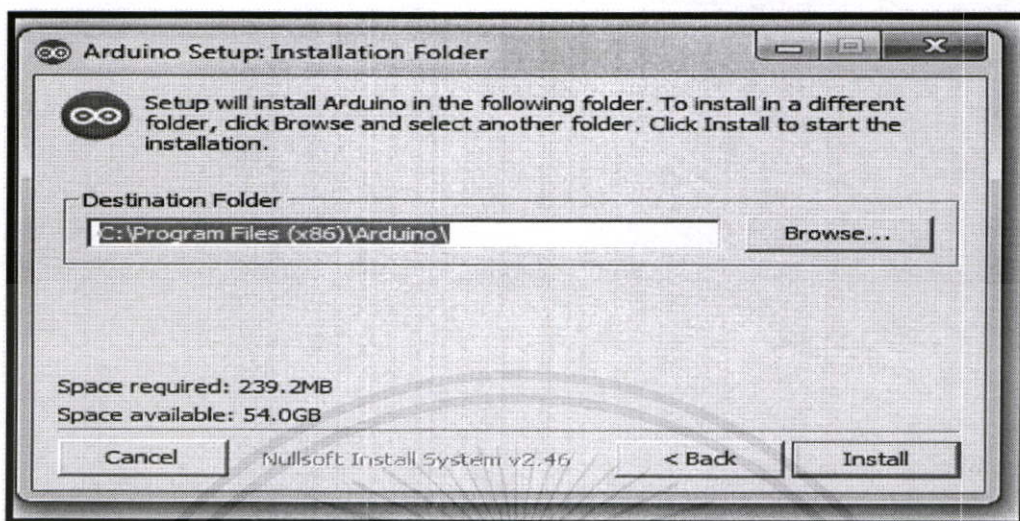 Arduino Setup: Installation Folder
Setup will install Arduino in the following folder. To install in a different
folder, click Browse and select another folder. Click Install to start the
installation.
Destination Folder
C:\Program Files (x86)\Arduino\
Browse...
Space required: 239.2MB
Space available: 54.0GB
Cancel
Nullsoft Install System v2.46
< Back
Install